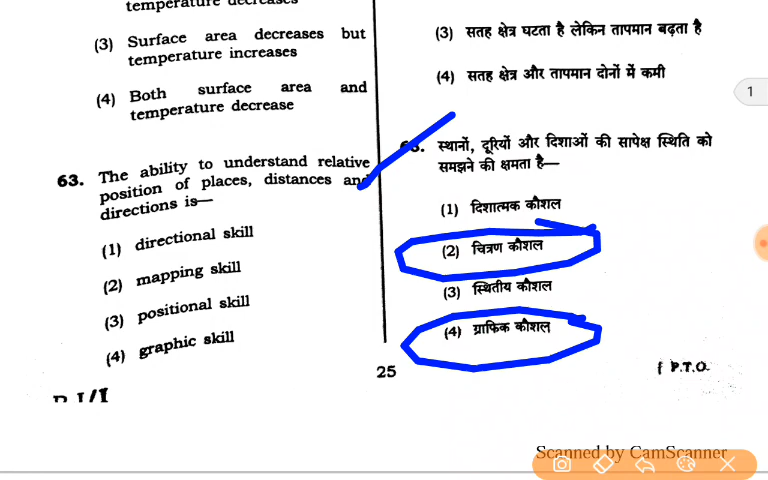 temperature decreases
(3) Surface area decreases but
temperature increases
(4) Both surface area and
temperature decrease
63. The ability to understand relative
position of places, distances and
directions is—
(1) directional skill
(2) mapping skill
(3) positional skill
(4) graphic skill
(3) सतह क्षेत्र घटता है लेकिन तापमान बढ़ता है
(4) सतह क्षेत्र और तापमान दोनों में कमी
63. स्थानों, दूरियों और दिशाओं की सापेक्ष स्थिति को
समझने की क्षमता है—
(1) दिशात्मक कौशल
(2) चित्रण कौशल
(3) स्थितीय कौशल
(4) ग्राफिक कौशल
25
[ P.T.O.
Scanned by CamScanner
1